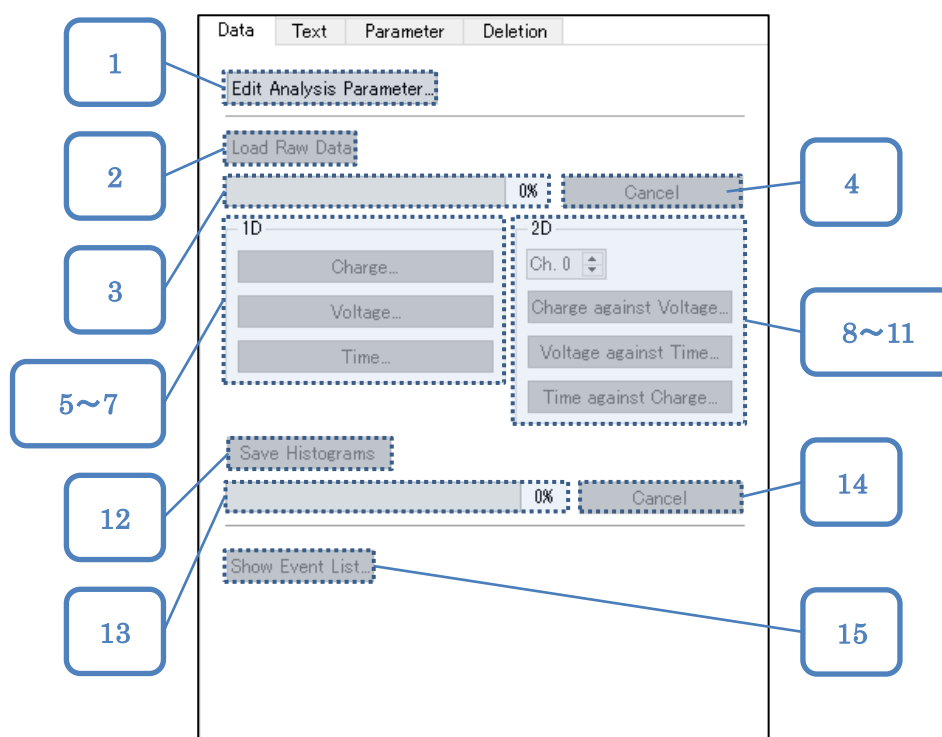 Data Text Parameter Deletion
1
Edit Analysis Parameter...
2
Load Raw Data
0% Cancel
4
3
1D
Charge...
Voltage...
Time...
2D
Ch. 0
Charge against Voltage...
Voltage against Time...
Time against Charge...
8～11
5～7
Save Histograms
12
0% Cancel
14
13
Show Event List...
15